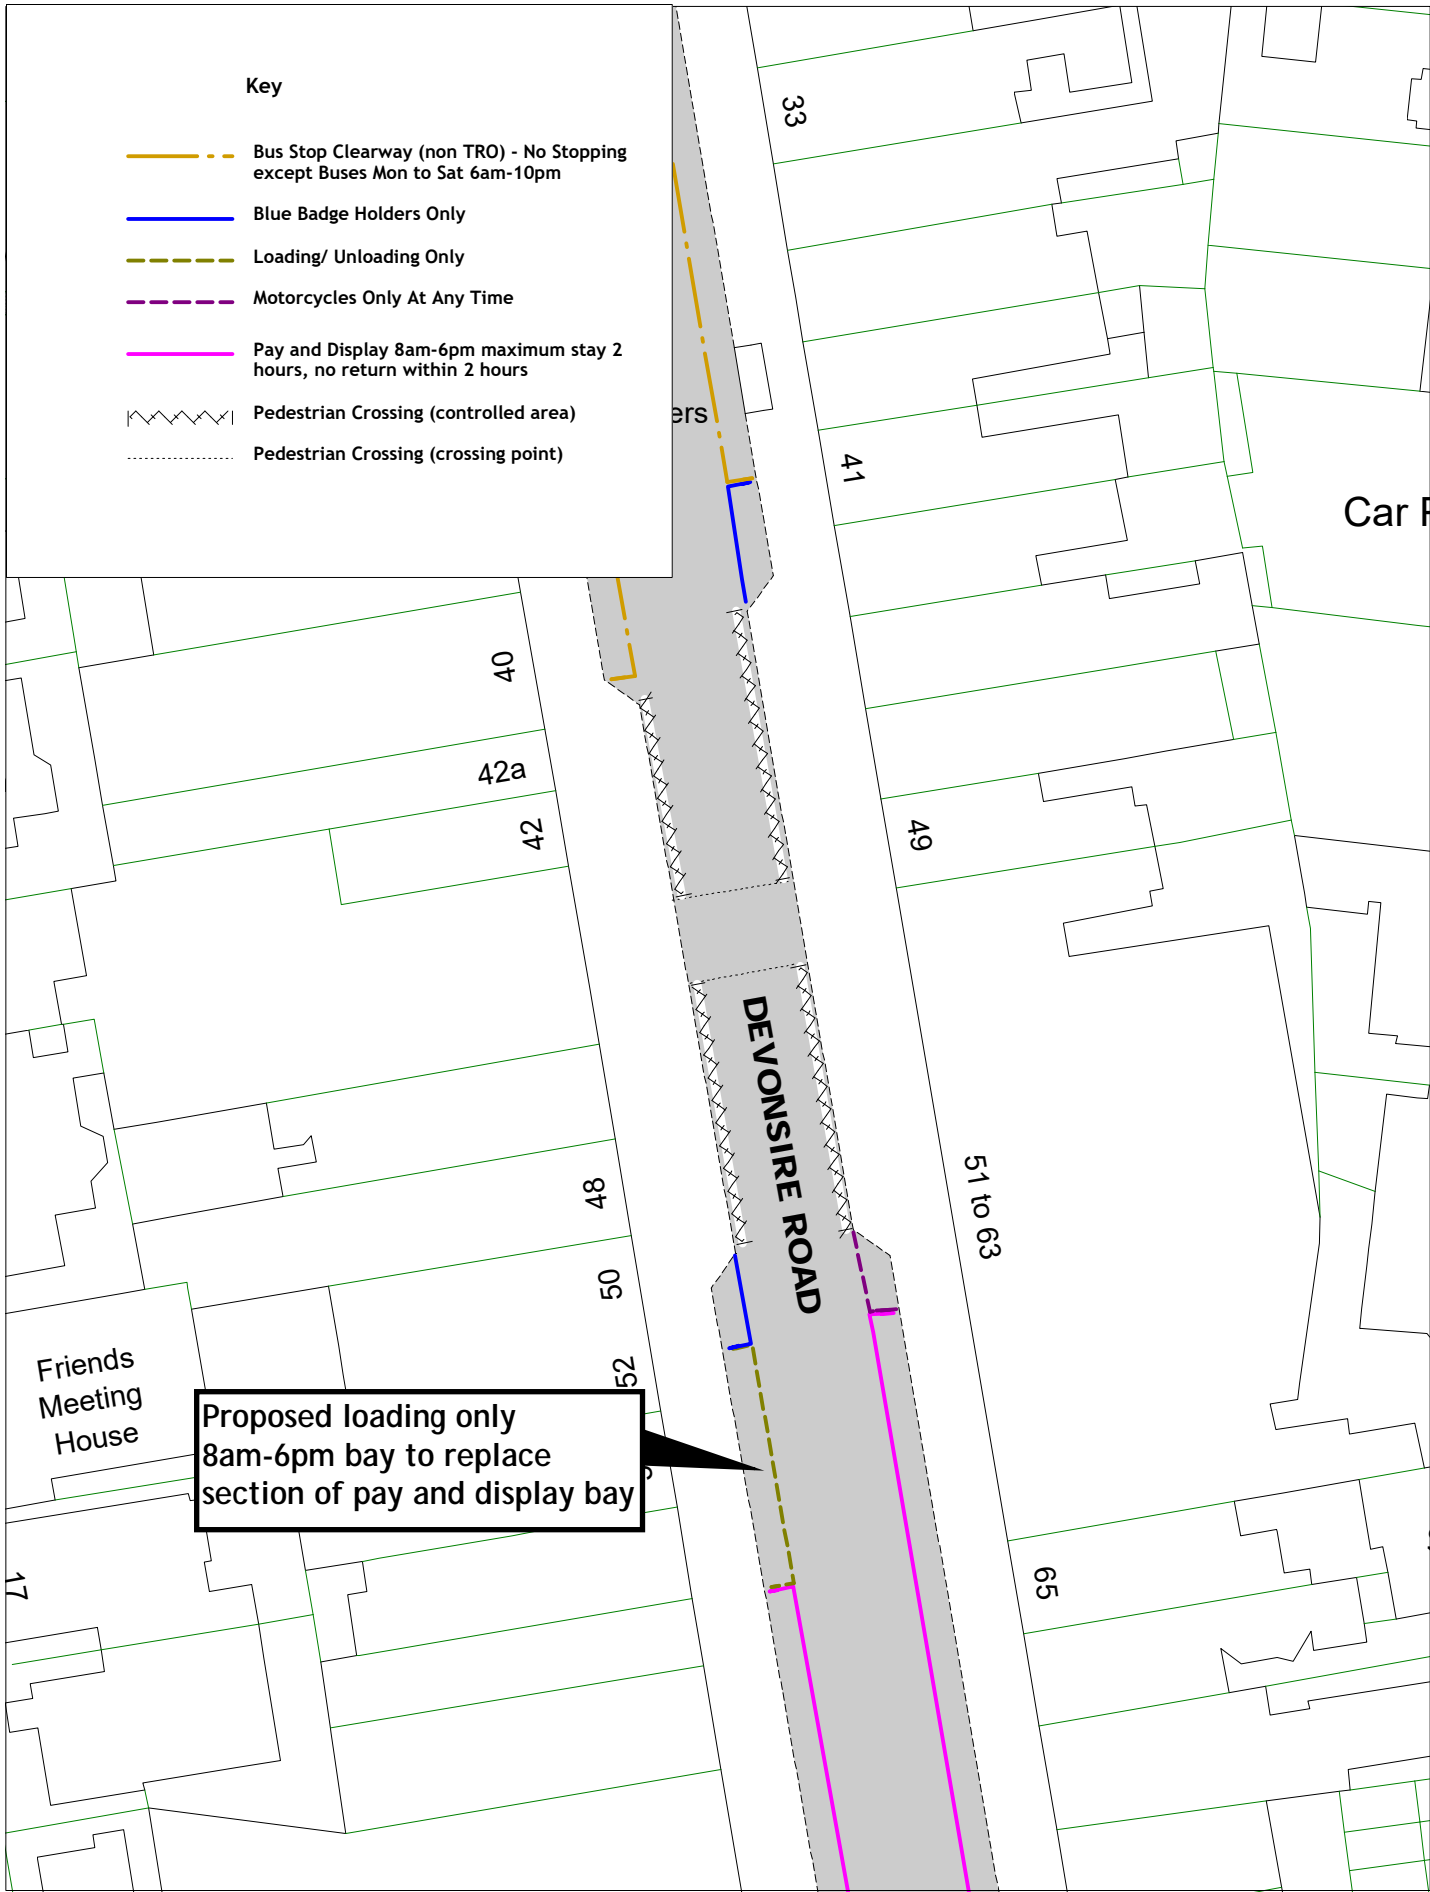 Key
Bus Stop Clearway (non TRO) - No Stopping
except Buses Mon to Sat 6am-10pm
Blue Badge Holders Only
Loading/ Unloading Only
Motorcycles Only At Any Time
Pay and Display 8am-6pm maximum stay 2
hours, no return within 2 hours
Pedestrian Crossing (controlled area)
Pedestrian Crossing (crossing point)
33
ers
41
Car P
40
42a
42
49
DEVONSIRE ROAD
51 to 63
48
50
52
Friends
Meeting
House
Proposed loading only
8am-6pm bay to replace
section of pay and display bay
17
65